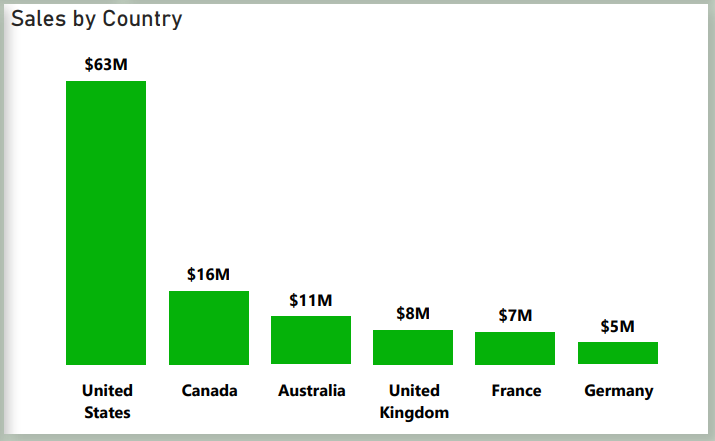 Sales by Country
$63M
$16M
$11M
$8M
$7M
$5M
United
States
Canada
Australia
United
Kingdom
France
Germany